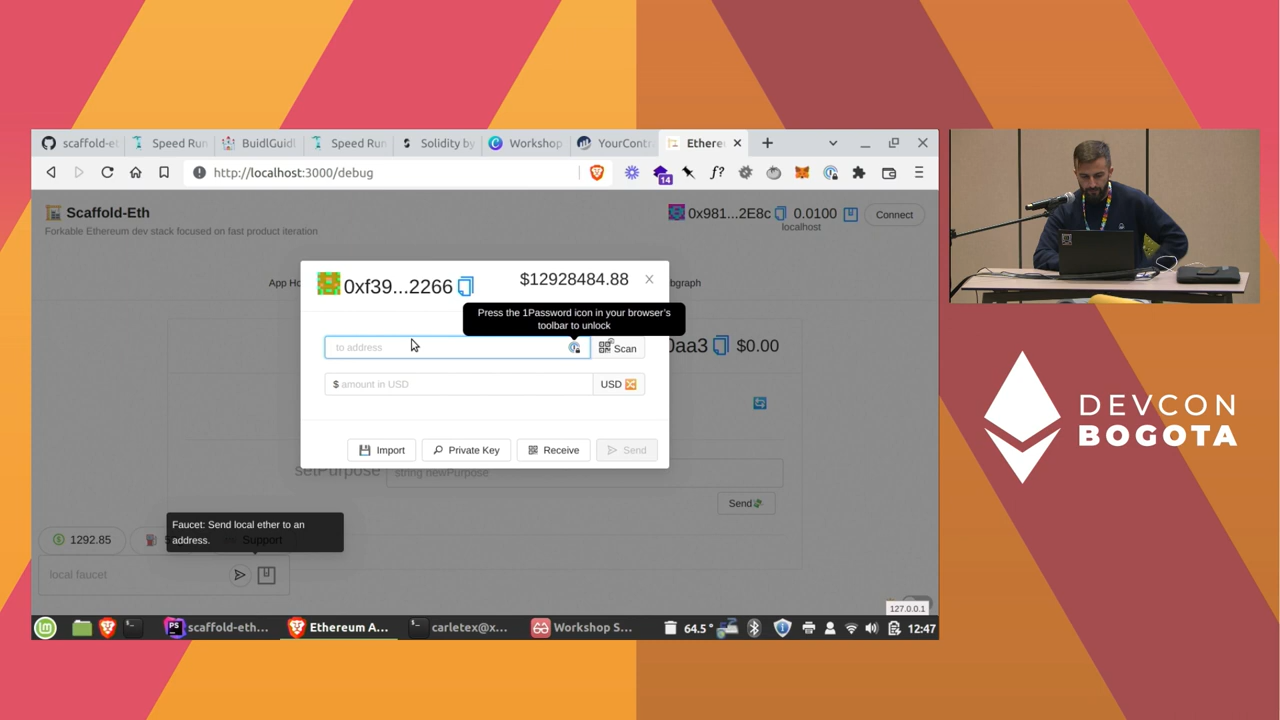 scaffold-et
Speed Run
BuidlGuidl
Speed Run
Solidity by
Workshop
YourContr
Ethere
http://localhost:3000/debug
14
Scaffold-Eth
0x981...2E8c
0.0100
Connect
Forkable Ethereum dev stack focused on fast product iteration
localhost
App Ho
bgraph
0xf39...2266
$12928484.88
Press the 1Password icon in your browser's
toolbar to unlock
to address
Scan
0aa3
$0.00
$ amount in USD
USD
Import
Private Key
Receive
Send
setPurpose
string newPurpose
Send
Faucet: Send local ether to an
address.
1292.85
Support
local faucet
127.0.0.1
scaffold-eth...
Ethereum A...
carletex@x...
Workshop S...
64.5°
12:47
DEVCON
BOGOTA